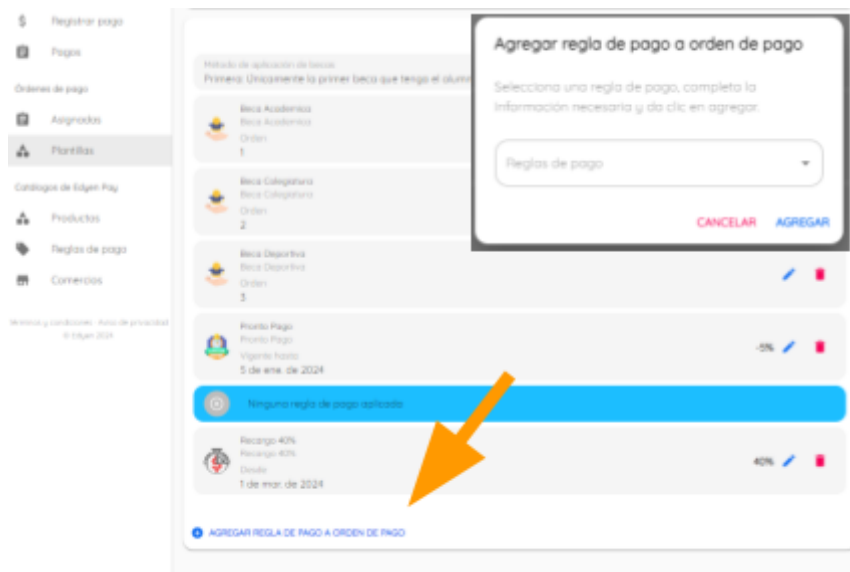 Registrar pago
Pagos
Órdenes de pago
Asignadas
Plantillas
Catálogos de Edyen Pay
Productos
Reglas de pago
Comercios
Términos y condiciones - Aviso de privacidad
© Edyen 2024
Método de aplicación de becas
Primera: Únicamente la primer beca que tenga el alumn
Beca Academica
Beca Academica
Orden
1
Beca Colegiatura
Beca Colegiatura
Orden
2
Beca Deportiva
Beca Deportiva
Orden
3
Pronto Pago
Pronto Pago
Vigente hasta
5 de ene. de 2024
-5%
Ninguna regla de pago aplicada
Recargo 40%
Recargo 40%
Desde
1 de mar. de 2024
40%
AGREGAR REGLA DE PAGO A ORDEN DE PAGO
Agregar regla de pago a orden de pago
Selecciona una regla de pago, completa la
información necesaria y da clic en agregar.
Reglas de pago
CANCELAR AGREGAR